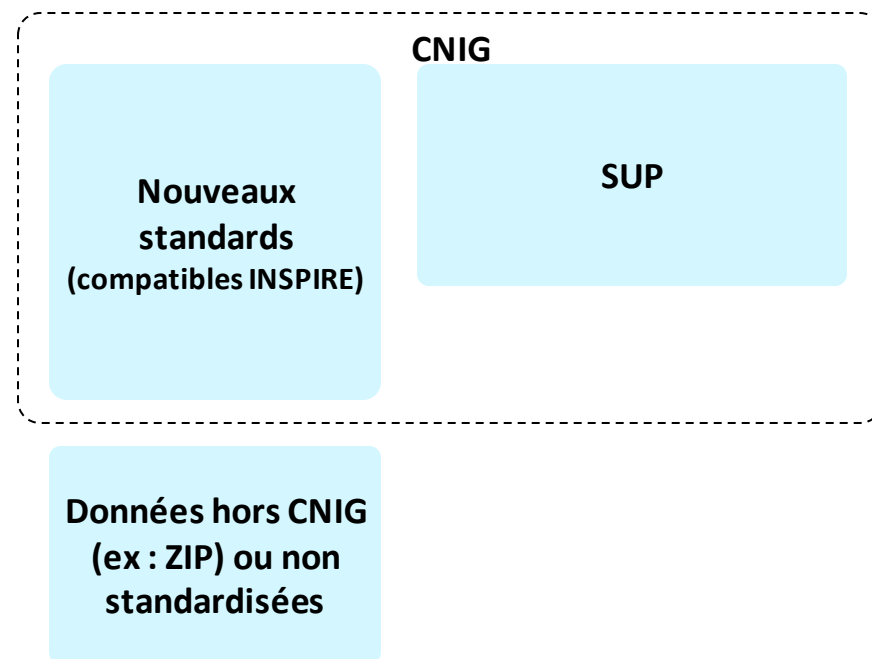 CNIG
Nouveaux
standards
(compatibles INSPIRE)
SUP
Données hors CNIG
(ex : ZIP) ou non
standardisées